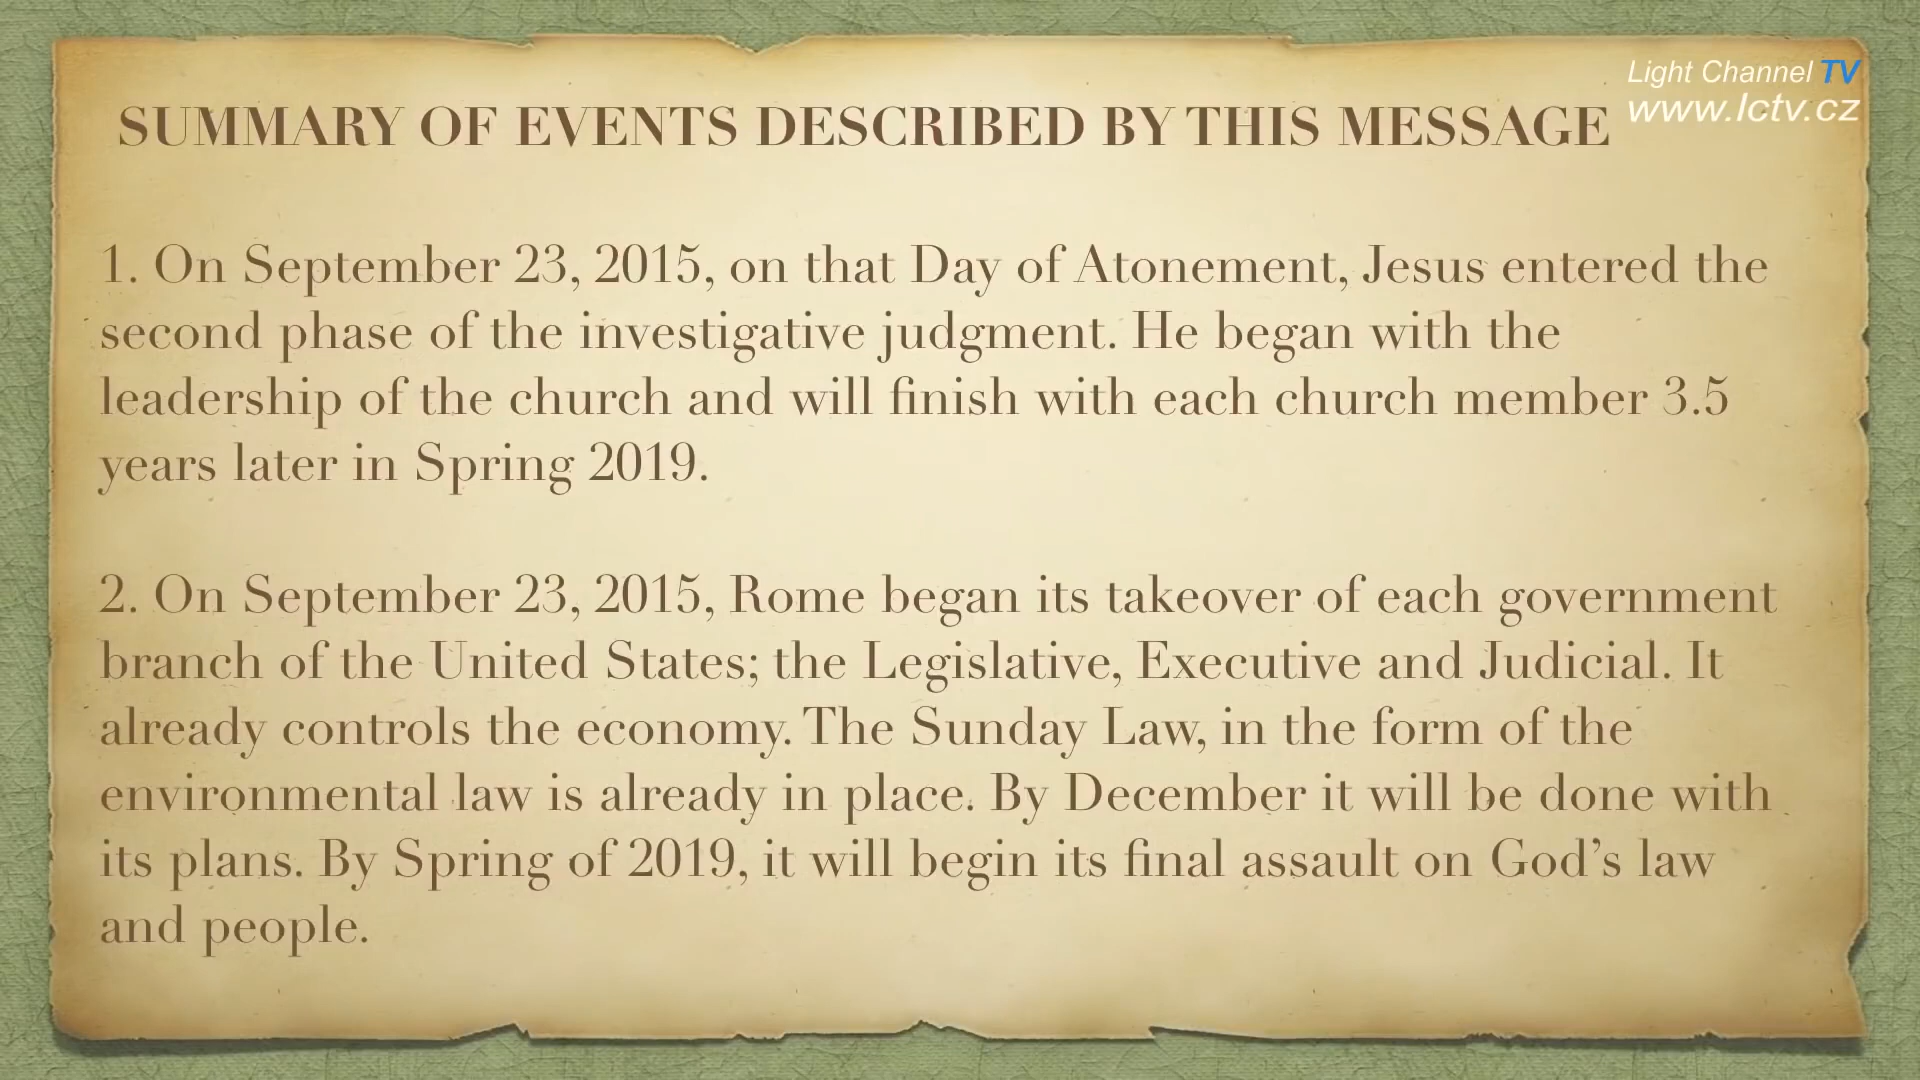 Light Channel TV
www.lctv.cz
SUMMARY OF EVENTS DESCRIBED BY THIS MESSAGE
1. On September 23, 2015, on that Day of Atonement, Jesus entered the
second phase of the investigative judgment. He began with the
leadership of the church and will finish with each church member 3.5
years later in Spring 2019.
2. On September 23, 2015, Rome began its takeover of each government
branch of the United States; the Legislative, Executive and Judicial. It
already controls the economy. The Sunday Law, in the form of the
environmental law is already in place. By December it will be done with
its plans. By Spring of 2019, it will begin its final assault on God’s law
and people.